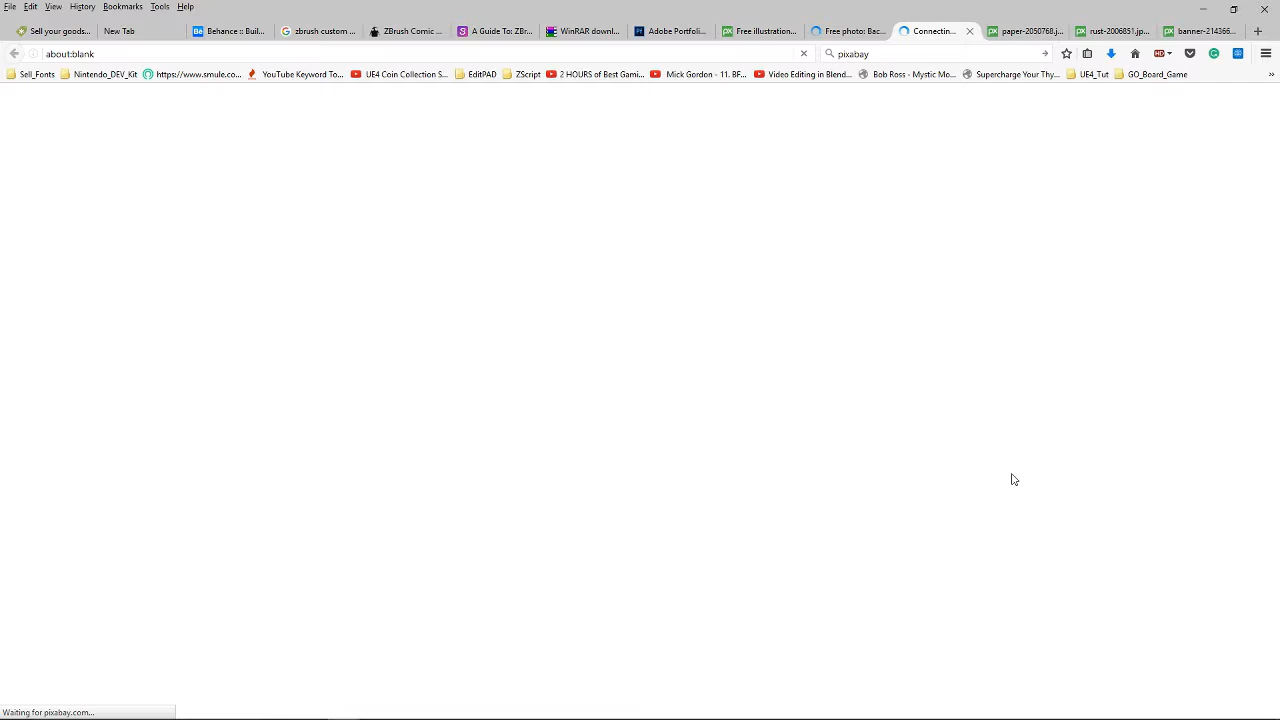 File Edit View History Bookmarks Tools Help
Sell your goods... New Tab Behance :: Buil... zbrush custom ... ZBrush Comic ... A Guide To: ZBr... WinRAR downl... Adobe Portfoli... Free illustration... Free photo: Bac... Connectin... paper-2050768.j... rust-2006851.jp... banner-214366...
about:blank pixabay
Sell_Fonts Nintendo_DEV_Kit https://www.smule.co... YouTube Keyword To... UE4 Coin Collection S... EditPAD ZScript 2 HOURS of Best Gami... Mick Gordon - 11. BF... Video Editing in Blend... Bob Ross - Mystic Mo... Supercharge Your Thy... UE4_Tut GO_Board_Game
Waiting for pixabay.com...